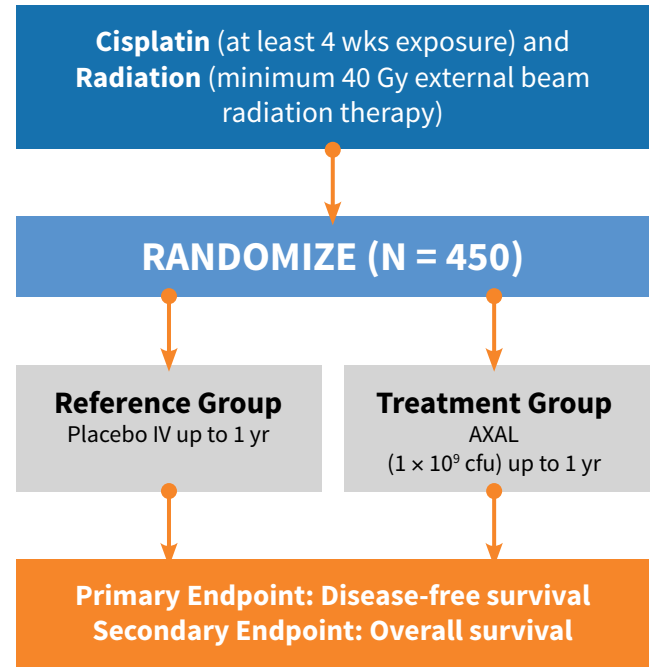 Cisplatin (at least 4 wks exposure) and
Radiation (minimum 40 Gy external beam
radiation therapy)
RANDOMIZE (N = 450)
Reference Group
Placebo IV up to 1 yr
Treatment Group
AXAL
(1 × 10⁹ cfu) up to 1 yr
Primary Endpoint: Disease-free survival
Secondary Endpoint: Overall survival